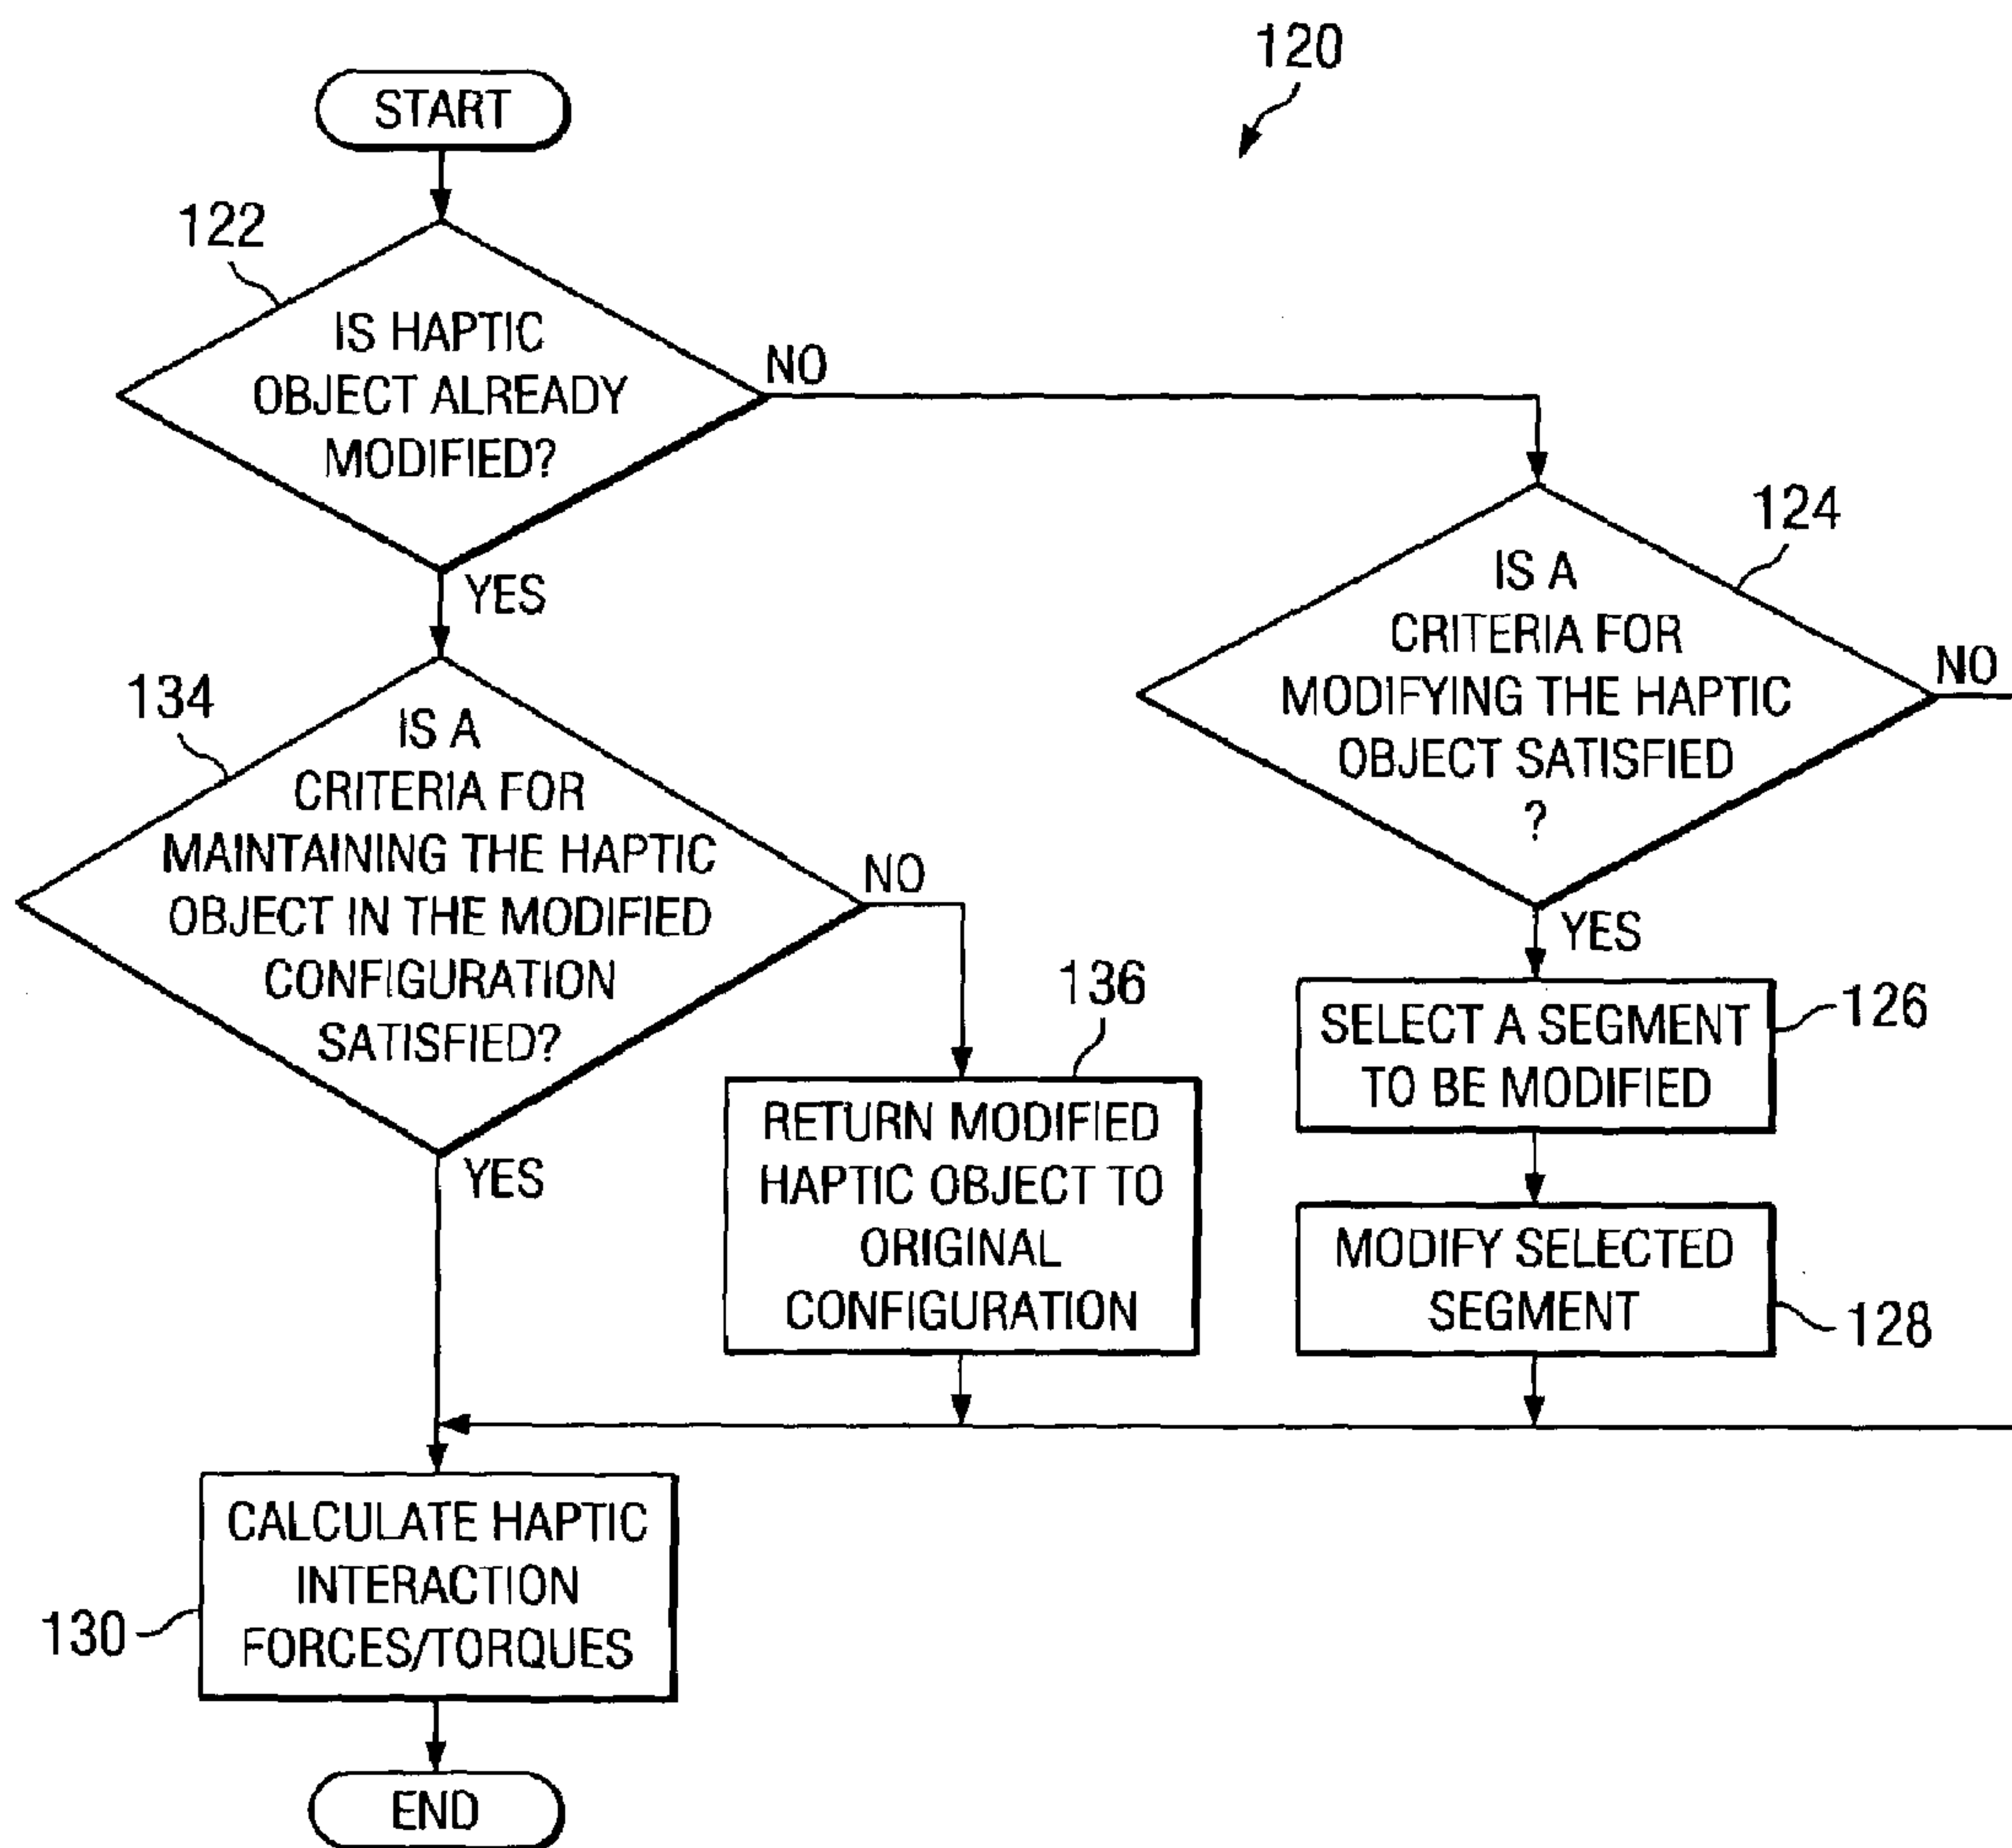 120
START
122
IS HAPTIC
OBJECT ALREADY
MODIFIED?
NO
YES
124
IS A
CRITERIA FOR
MODIFYING THE HAPTIC
OBJECT SATISFIED
?
NO
YES
134
IS A
CRITERIA FOR
MAINTAINING THE HAPTIC
OBJECT IN THE MODIFIED
CONFIGURATION
SATISFIED?
NO
YES
136
RETURN MODIFIED
HAPTIC OBJECT TO
ORIGINAL
CONFIGURATION
SELECT A SEGMENT
TO BE MODIFIED
126
MODIFY SELECTED
SEGMENT
128
CALCULATE HAPTIC
INTERACTION
FORCES/TORQUES
130
END